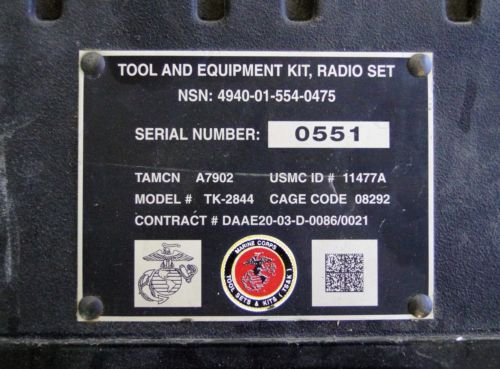 TOOL AND EQUIPMENT KIT, RADIO SET
NSN: 4940-01-554-0475
SERIAL NUMBER: 0551
TAMCN A7902 USMC ID # 11477A
MODEL # TK-2844 CAGE CODE 08292
CONTRACT # DAAE20-03-D-0086/0021
MARINE CORPS
TOOL SETS & KITS (TSAK)